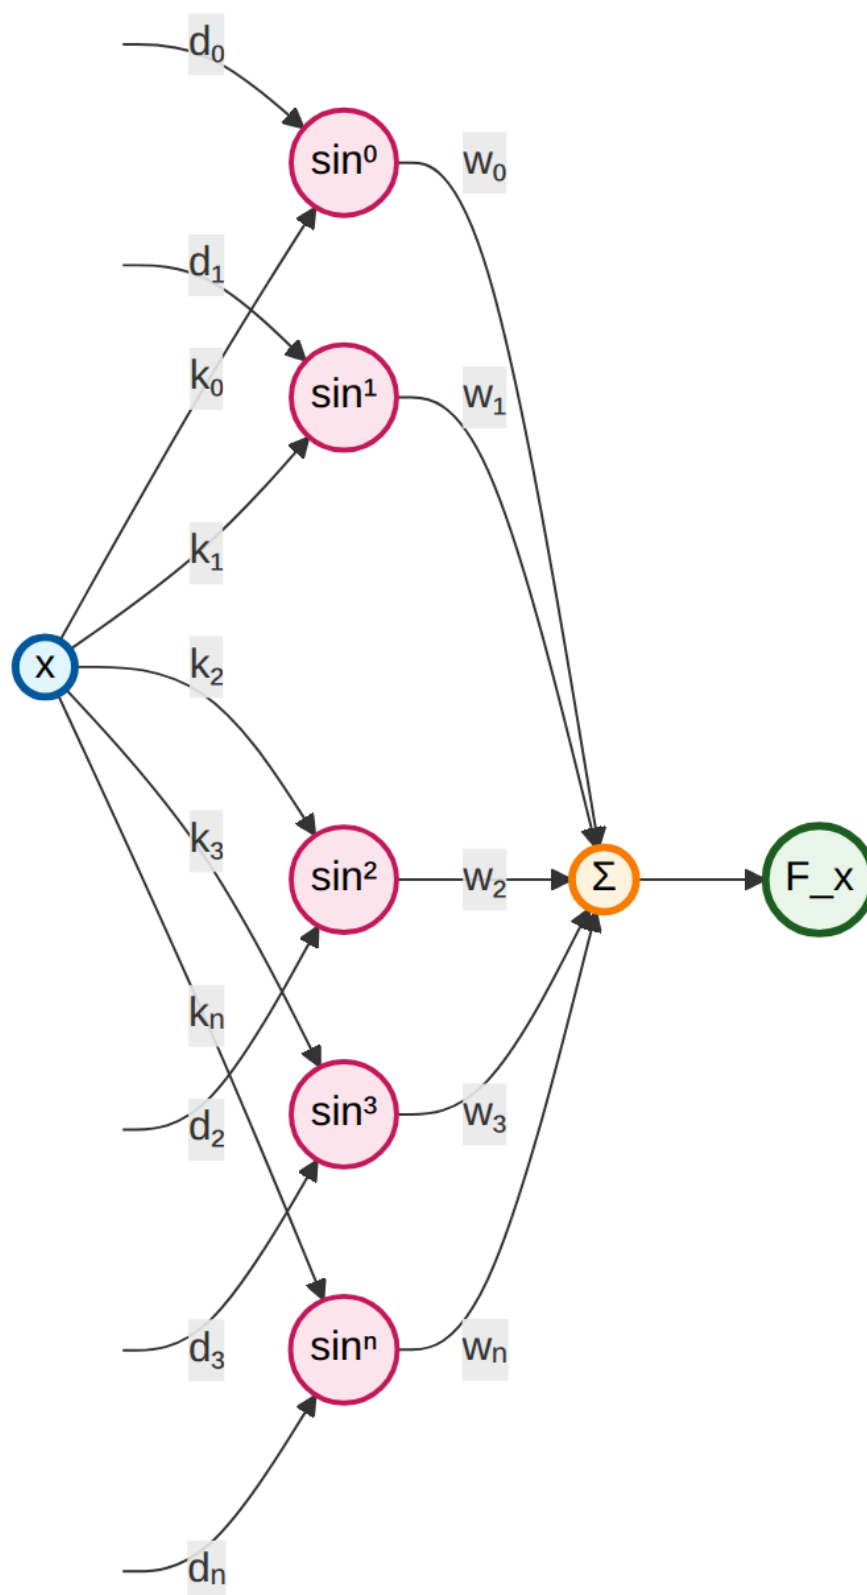 d₀
sin⁰
w₀
d₁
k₀
sin¹
w₁
k₁
x
k₂
k₃
sin²
w₂
Σ
F_x
kₙ
d₂
sin³
w₃
d₃
sinⁿ
wₙ
dₙ